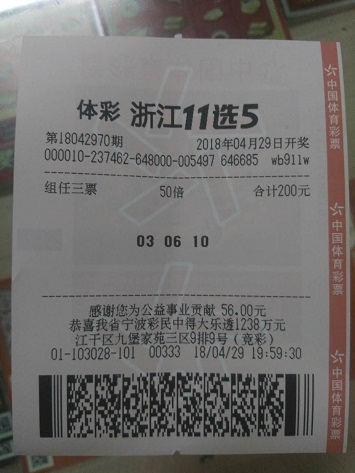 体彩 浙江11选5
第18042970期 2018年04月29日开奖
000010-237462-648000-005497 646685 wb911w
组任三票 50倍 合计200元
03 06 10
感谢您为公益事业贡献 56.00元
恭喜我省宁波彩民中得大乐透1238万元
江干区九堡家苑三区9排9号（竞彩）
01-103028-101 00333 18/04/29 19:59:30
中国体育彩票
中国体育彩票
中国体育彩票